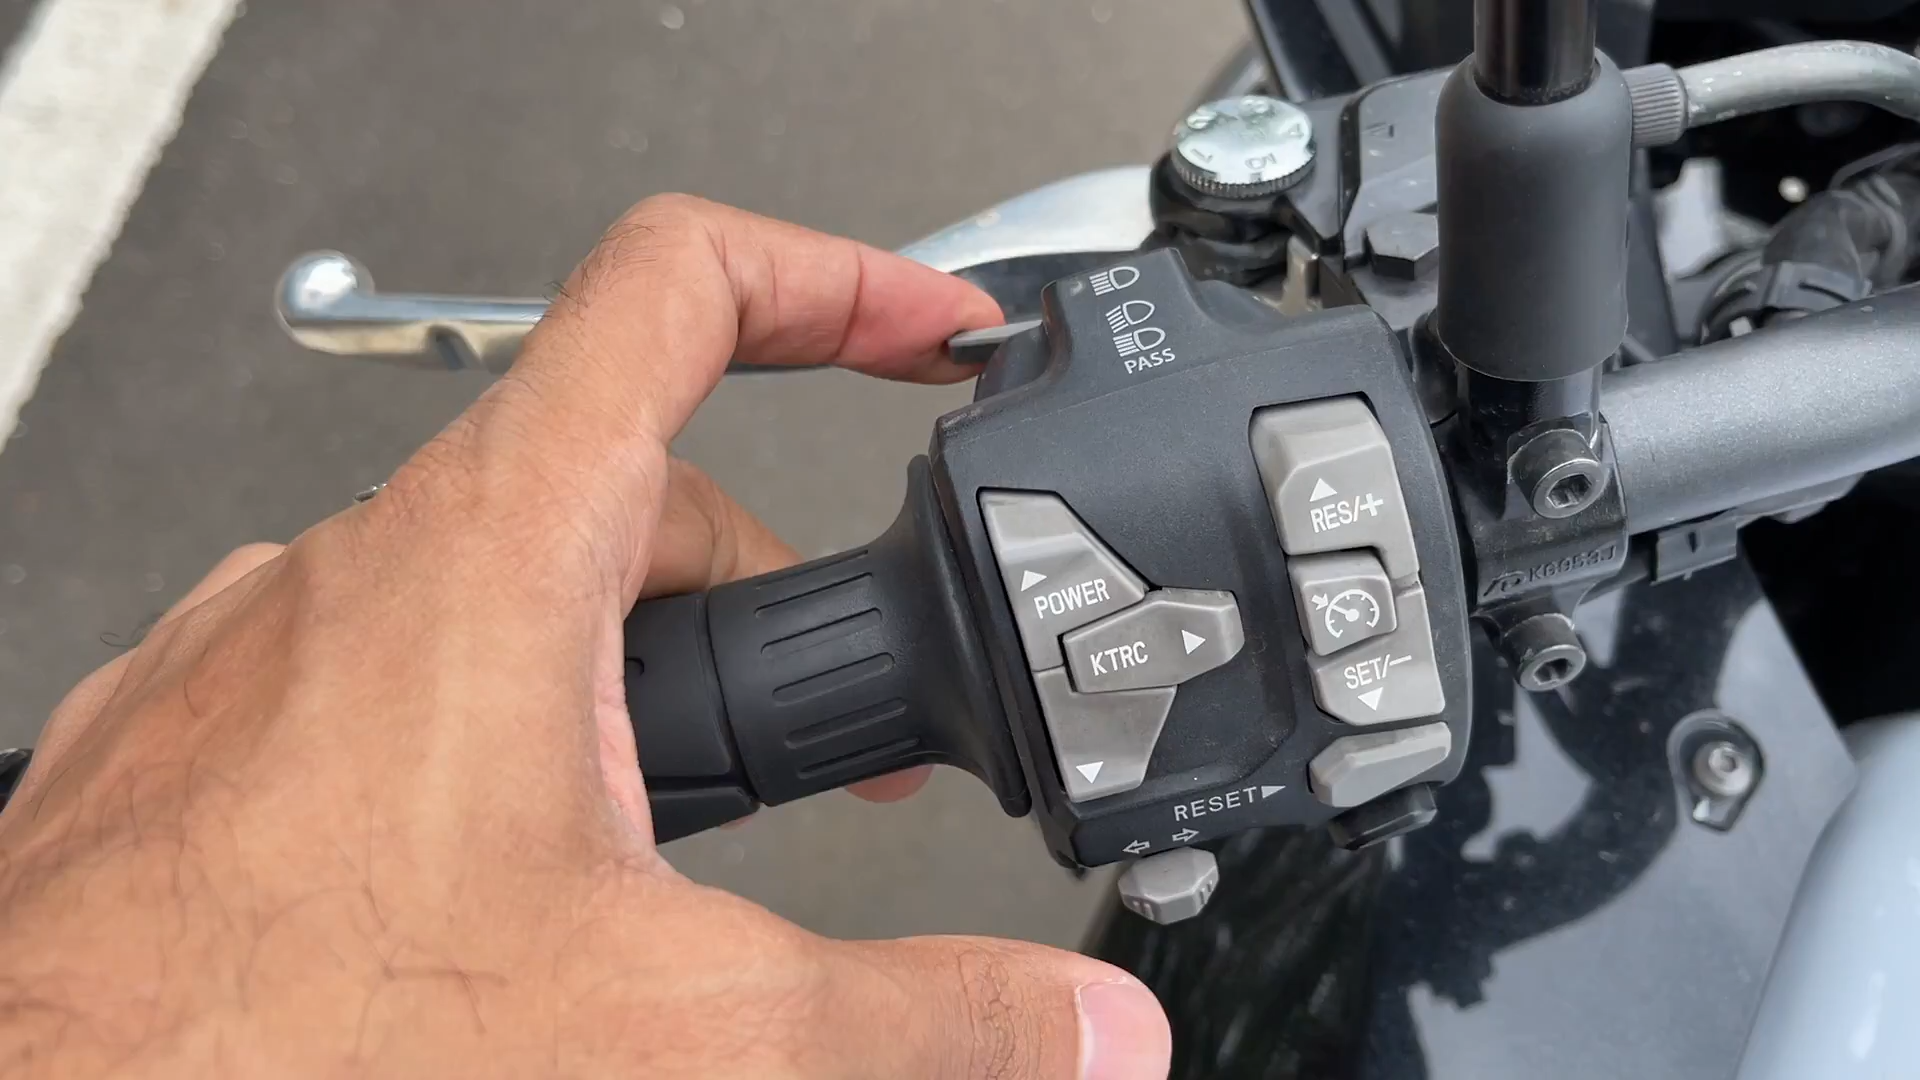 PASS
RES/+
POWER
KTRC
SET/−
RESET
K6953J